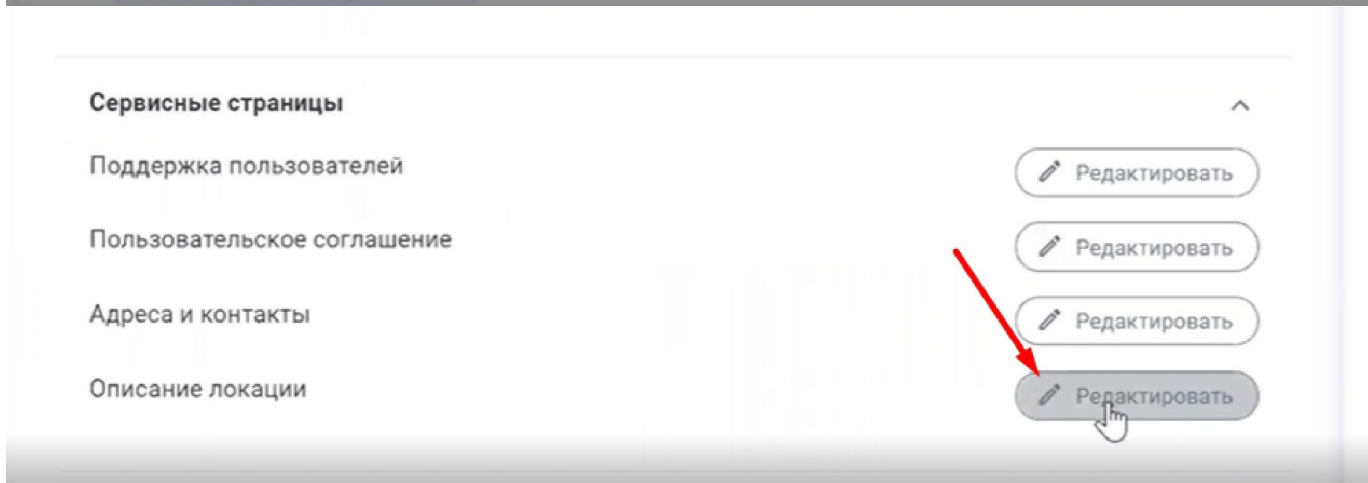 Сервисные страницы
Поддержка пользователей
Редактировать
Пользовательское соглашение
Редактировать
Адреса и контакты
Редактировать
Описание локации
Редактировать